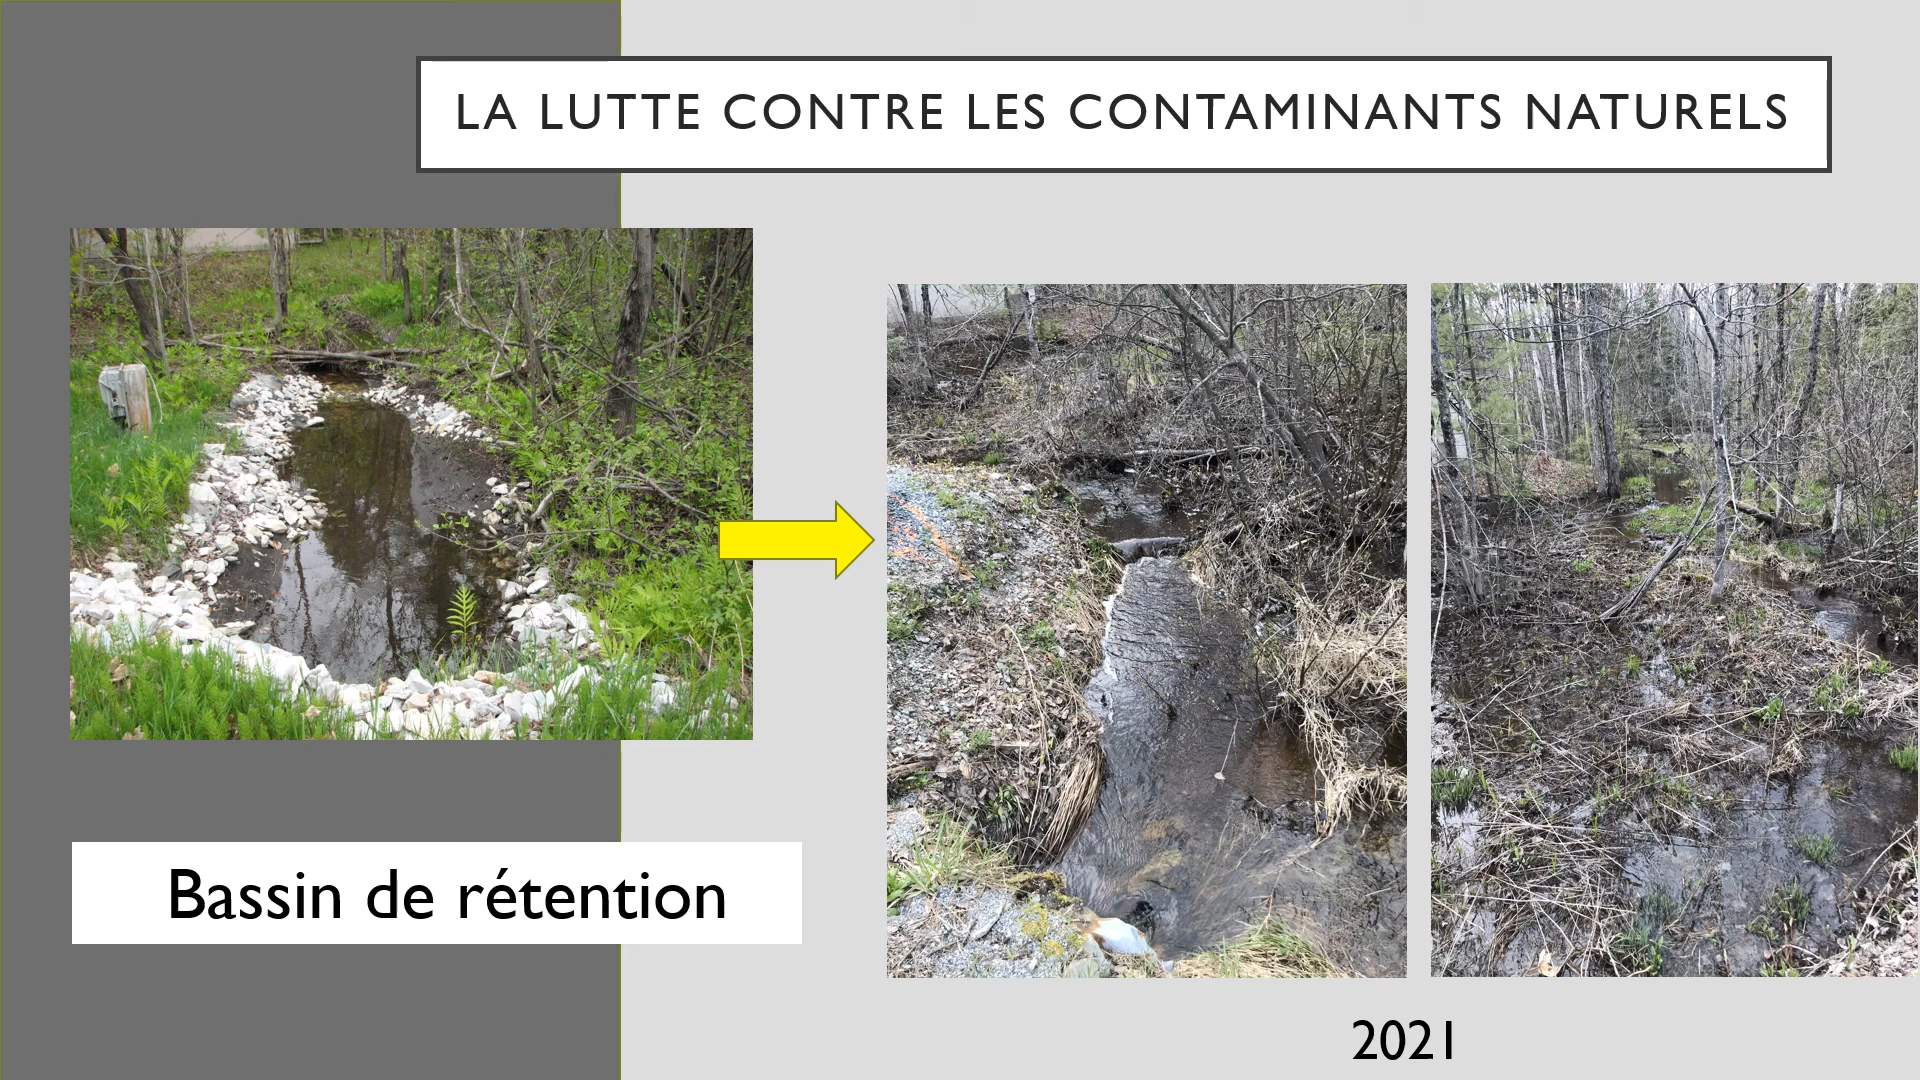 LA LUTTE CONTRE LES CONTAMINANTS NATURELS
Bassin de rétention
2021